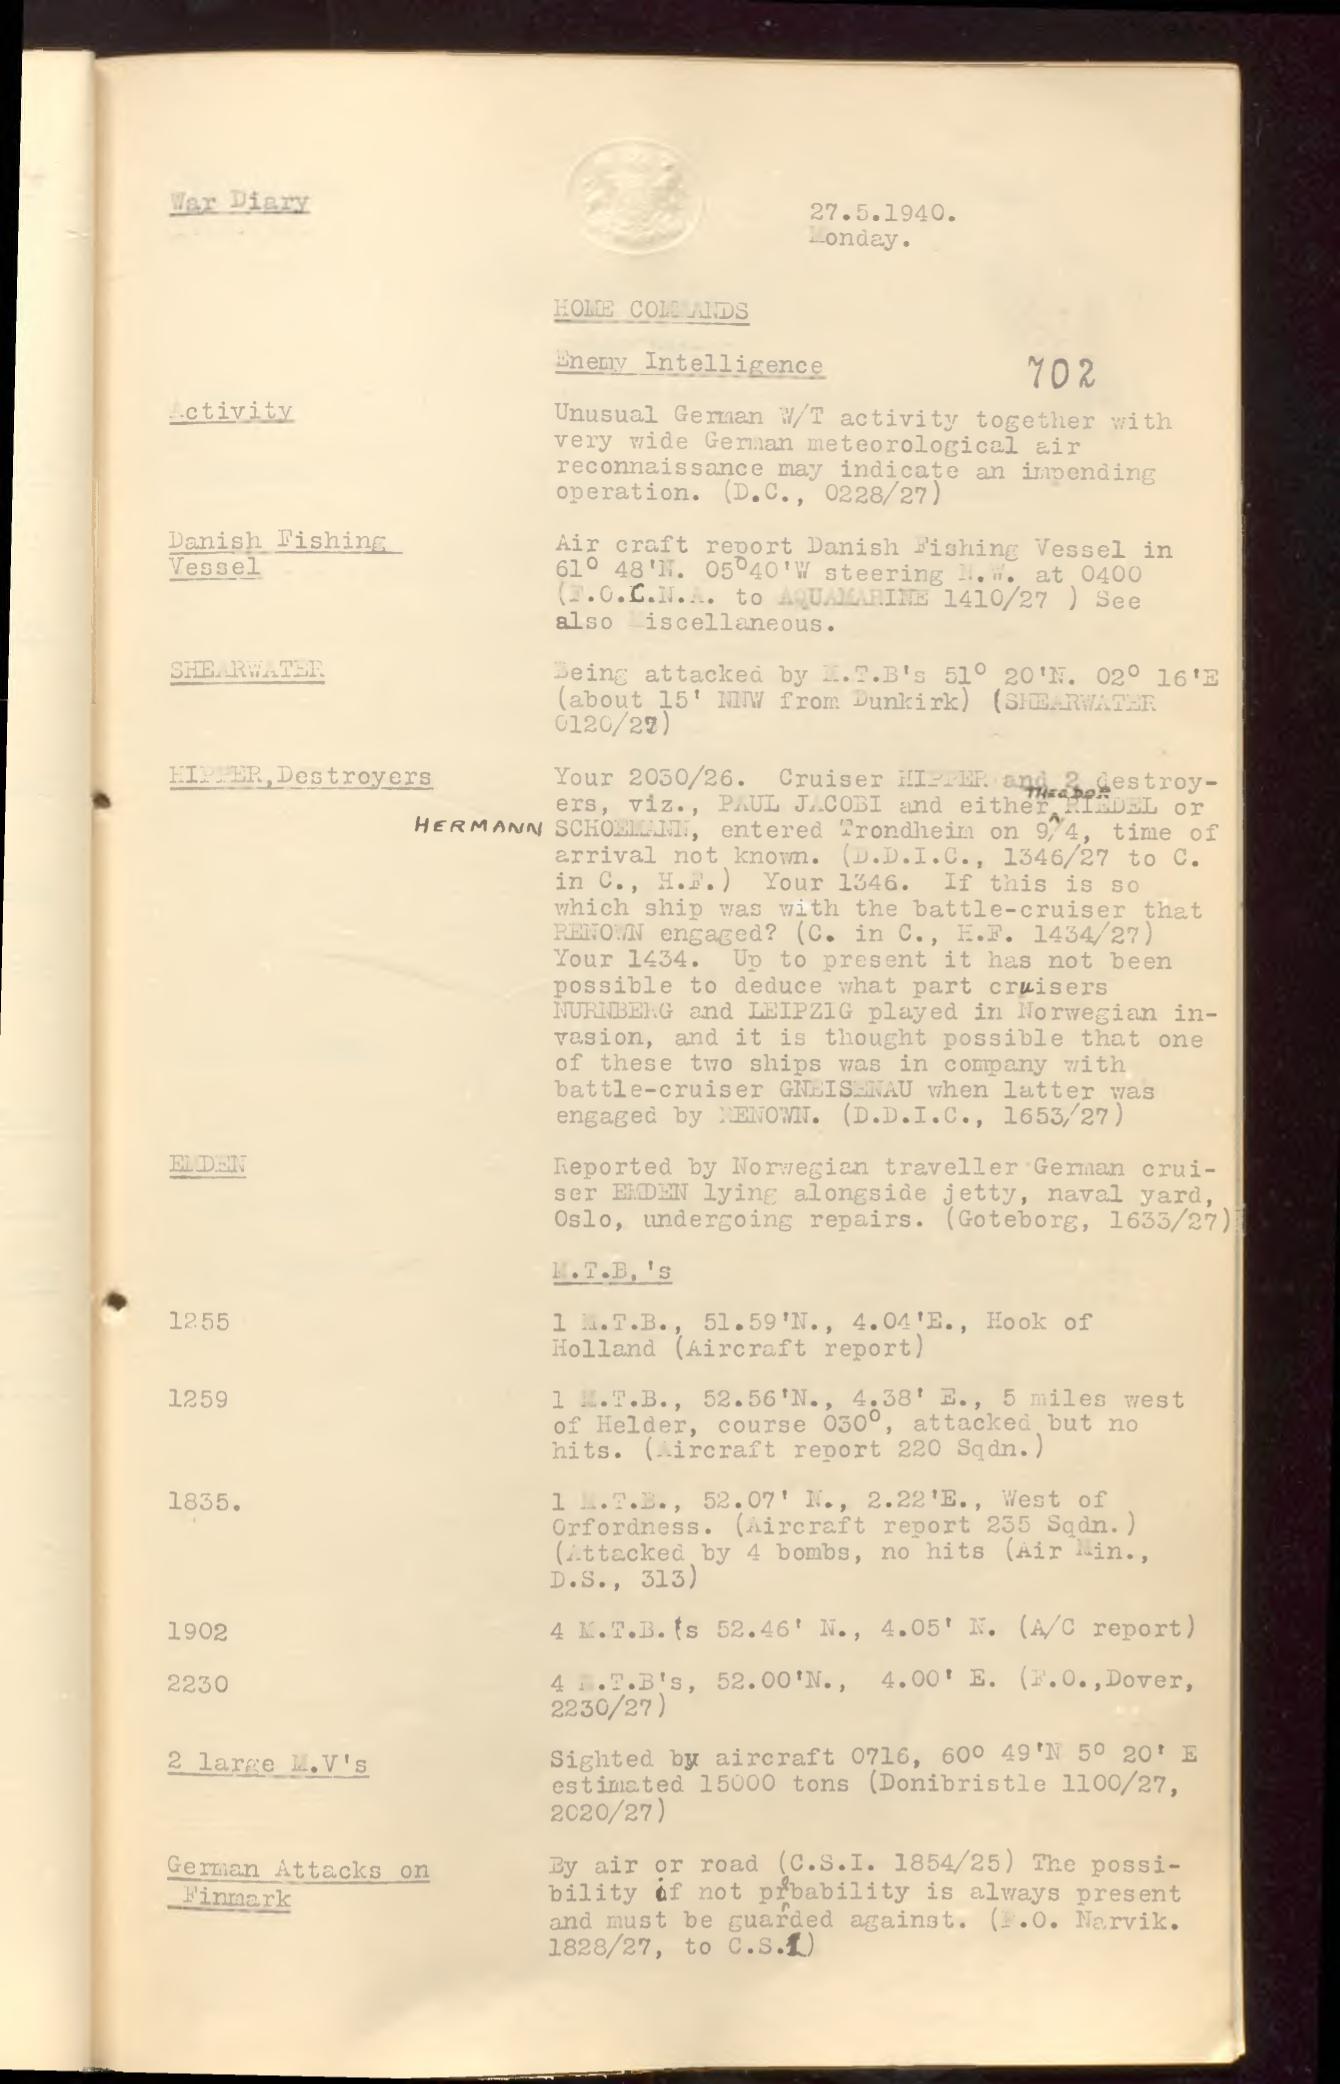 War Diary
27.5.1940.
Monday.
HOME COMMANDS
Enemy Intelligence
702
Activity
Unusual German W/T activity together with
very wide German meteorological air
reconnaissance may indicate an impending
operation. (D.C., 0228/27)
Danish Fishing
Vessel
Air craft report Danish Fishing Vessel in
61° 48'N. 05°40'W steering N.W. at 0400
(F.O.C.N.A. to AQUAMARINE 1410/27 ) See
also Miscellaneous.
SHEARWATER
Being attacked by M.T.B's 51° 20'N. 02° 16'E
(about 15' NNW from Dunkirk) (SHEARWATER
0120/27)
HIPPER,Destroyers
Your 2030/26. Cruiser HIPPER and 2 destroy-
ers, viz., PAUL JACOBI and either THEODOR RIEDEL or
HERMANN SCHOEMANN, entered Trondheim on 9/4, time of
arrival not known. (D.D.I.C., 1346/27 to C.
in C., H.F.) Your 1346. If this is so
which ship was with the battle-cruiser that
RENOWN engaged? (C. in C., H.F. 1434/27)
Your 1434. Up to present it has not been
possible to deduce what part cruisers
NURNBERG and LEIPZIG played in Norwegian in-
vasion, and it is thought possible that one
of these two ships was in company with
battle-cruiser GNEISENAU when latter was
engaged by RENOWN. (D.D.I.C., 1653/27)
EMDEN
Reported by Norwegian traveller German crui-
ser EMDEN lying alongside jetty, naval yard,
Oslo, undergoing repairs. (Goteborg, 1633/27)
M.T.B,'s
1255
1 M.T.B., 51.59'N., 4.04'E., Hook of
Holland (Aircraft report)
1259
1 M.T.B., 52.56'N., 4.38' E., 5 miles west
of Helder, course 030°, attacked but no
hits. (Aircraft report 220 Sqdn.)
1835.
1 M.T.B., 52.07' N., 2.22'E., West of
Orfordness. (Aircraft report 235 Sqdn.)
(Attacked by 4 bombs, no hits (Air Min.,
D.S., 313)
1902
4 M.T.B.'s 52.46' N., 4.05' N. (A/C report)
2230
4 M.T.B's, 52.00'N., 4.00' E. (F.O.,Dover,
2230/27)
2 large M.V's
Sighted by aircraft 0716, 60° 49'N 5° 20' E
estimated 15000 tons (Donibristle 1100/27,
2020/27)
German Attacks on
Finmark
By air or road (C.S.I. 1854/25) The possi-
bility if not probability is always present
and must be guarded against. (F.O. Narvik.
1828/27, to C.S.1)